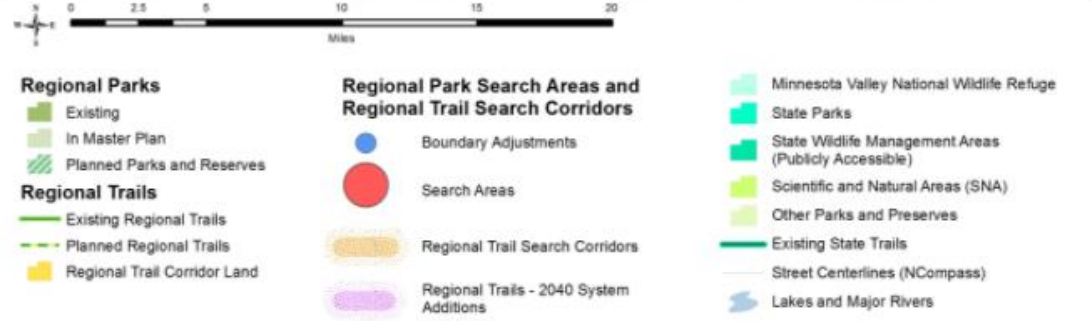 N
W E
S
0 2.5 5 10 15 20
Miles
Regional Parks
Existing
In Master Plan
Planned Parks and Reserves
Regional Trails
Existing Regional Trails
Planned Regional Trails
Regional Trail Corridor Land
Regional Park Search Areas and
Regional Trail Search Corridors
Boundary Adjustments
Search Areas
Regional Trail Search Corridors
Regional Trails - 2040 System
Additions
Minnesota Valley National Wildlife Refuge
State Parks
State Wildlife Management Areas
(Publicly Accessible)
Scientific and Natural Areas (SNA)
Other Parks and Preserves
Existing State Trails
Street Centerlines (NCompass)
Lakes and Major Rivers